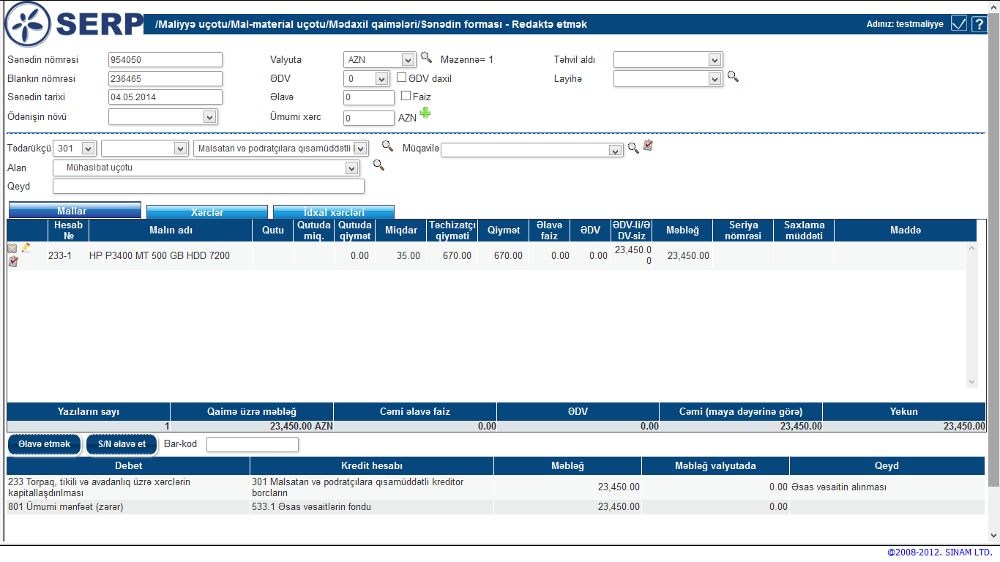 SERP /Maliyyə uçotu/Mal-material uçotu/Mədaxil qaimələri/Sənədin forması - Redaktə etmək Adınız: testmaliyye ?
Sənədin nömrəsi 954050 Valyuta AZN Məzənnə= 1 Təhvil aldı
Blankın nömrəsi 236465 ƏDV 0 ƏDV daxil Layihə
Sənədin tarixi 04.05.2014 Əlavə 0 Faiz
Ödənişin növü Ümumi xərc 0 AZN
Tədarükçü 301 Malsatan və podratçılara qısamüddətli Müqavilə
Alan Mühasibat uçotu
Qeyd
Mallar Xərclər İdxal xərcləri
Hesab № Malın adı Qutu Qutuda miq. Qutuda qiymət Miqdar Təchizatçı qiyməti Qiymət Əlavə faiz ƏDV ƏDV-li/ƏDV-siz Məbləğ Seriya nömrəsi Saxlama müddəti Maddə
233-1 HP P3400 MT 500 GB HDD 7200 0.00 35.00 670.00 670.00 0.00 0.00 23,450.00 23,450.00
Yazıların sayı Qaimə üzrə məbləğ Cəmi əlavə faiz ƏDV Cəmi (maya dəyərinə görə) Yekun
1 23,450.00 AZN 0.00 0.00 23,450.00 23,450.00
Əlavə etmək S/N əlavə et Bar-kod
Debet Kredit hesabı Məbləğ Məbləğ valyutada Qeyd
233 Torpaq, tikili və avadanlıq üzrə xərclərin kapitallaşdırılması 301 Malsatan və podratçılara qısamüddətli kreditor borcların 23,450.00 0.00 Əsas vəsaitin alınması
801 Ümumi mənfəət (zərər) 533.1 Əsas vəsaitlərin fondu 23,450.00 0.00
@2008-2012. SINAM LTD.